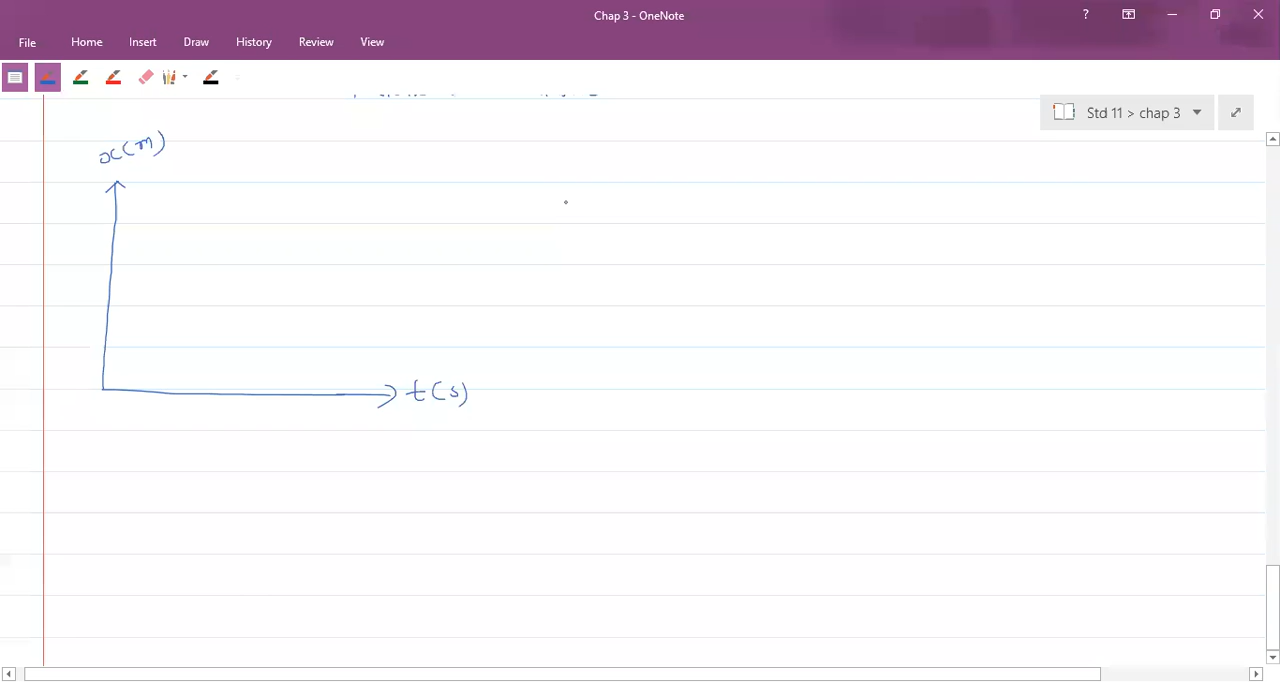 Chap 3 - OneNote
?
File Home Insert Draw History Review View
Std 11 > chap 3
x(m)
t(s)